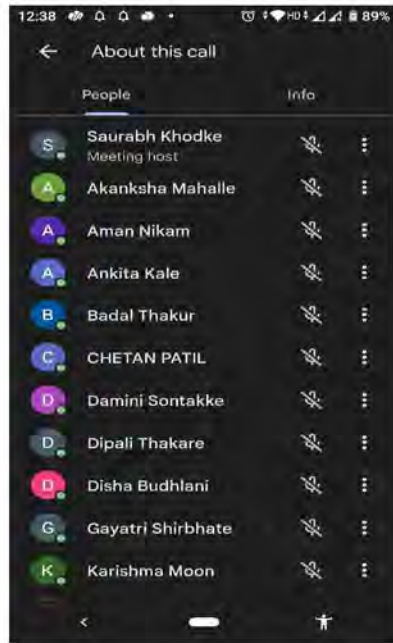 12:38 HD 89%
About this call
People Info
S Saurabh Khodke
Meeting host
A Akanksha Mahalle
A Aman Nikam
A Ankita Kale
B Badal Thakur
C CHETAN PATIL
D Damini Sontakke
D Dipali Thakare
D Disha Budhlani
G Gayatri Shirbhate
K Karishma Moon